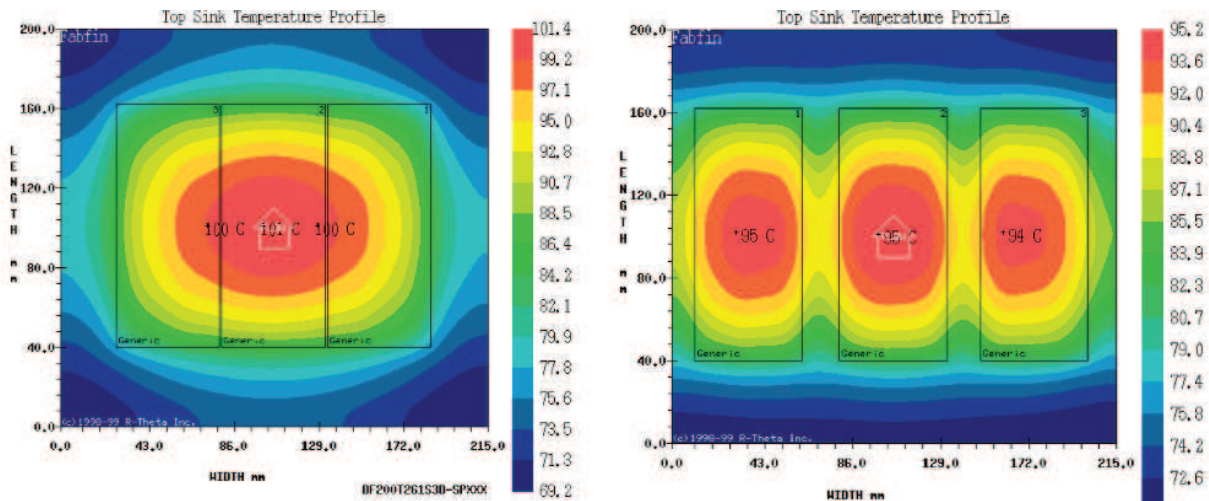 Top Sink Temperature Profile
Fabfin
200.0
160.0
120.0
80.0
40.0
0.0
LENGTH mm
3
2
1
100 C
101 C
100 C
Generic
Generic
Generic
(c)1998-99 R-Theta Inc.
0.0
43.0
86.0
129.0
172.0
215.0
WIDTH mm
DF200T2G1S3D-SPXXX
101.4
99.2
97.1
95.0
92.8
90.7
88.5
86.4
84.2
82.1
79.9
77.8
75.6
73.5
71.3
69.2
Top Sink Temperature Profile
Fabfin
200.0
160.0
120.0
80.0
40.0
0.0
LENGTH mm
1
2
3
+95 C
+95 C
+94 C
Generic
Generic
Generic
(c)1998-99 R-Theta Inc.
0.0
43.0
86.0
129.0
172.0
215.0
WIDTH mm
95.2
93.6
92.0
90.4
88.8
87.1
85.5
83.9
82.3
80.7
79.0
77.4
75.8
74.2
72.6